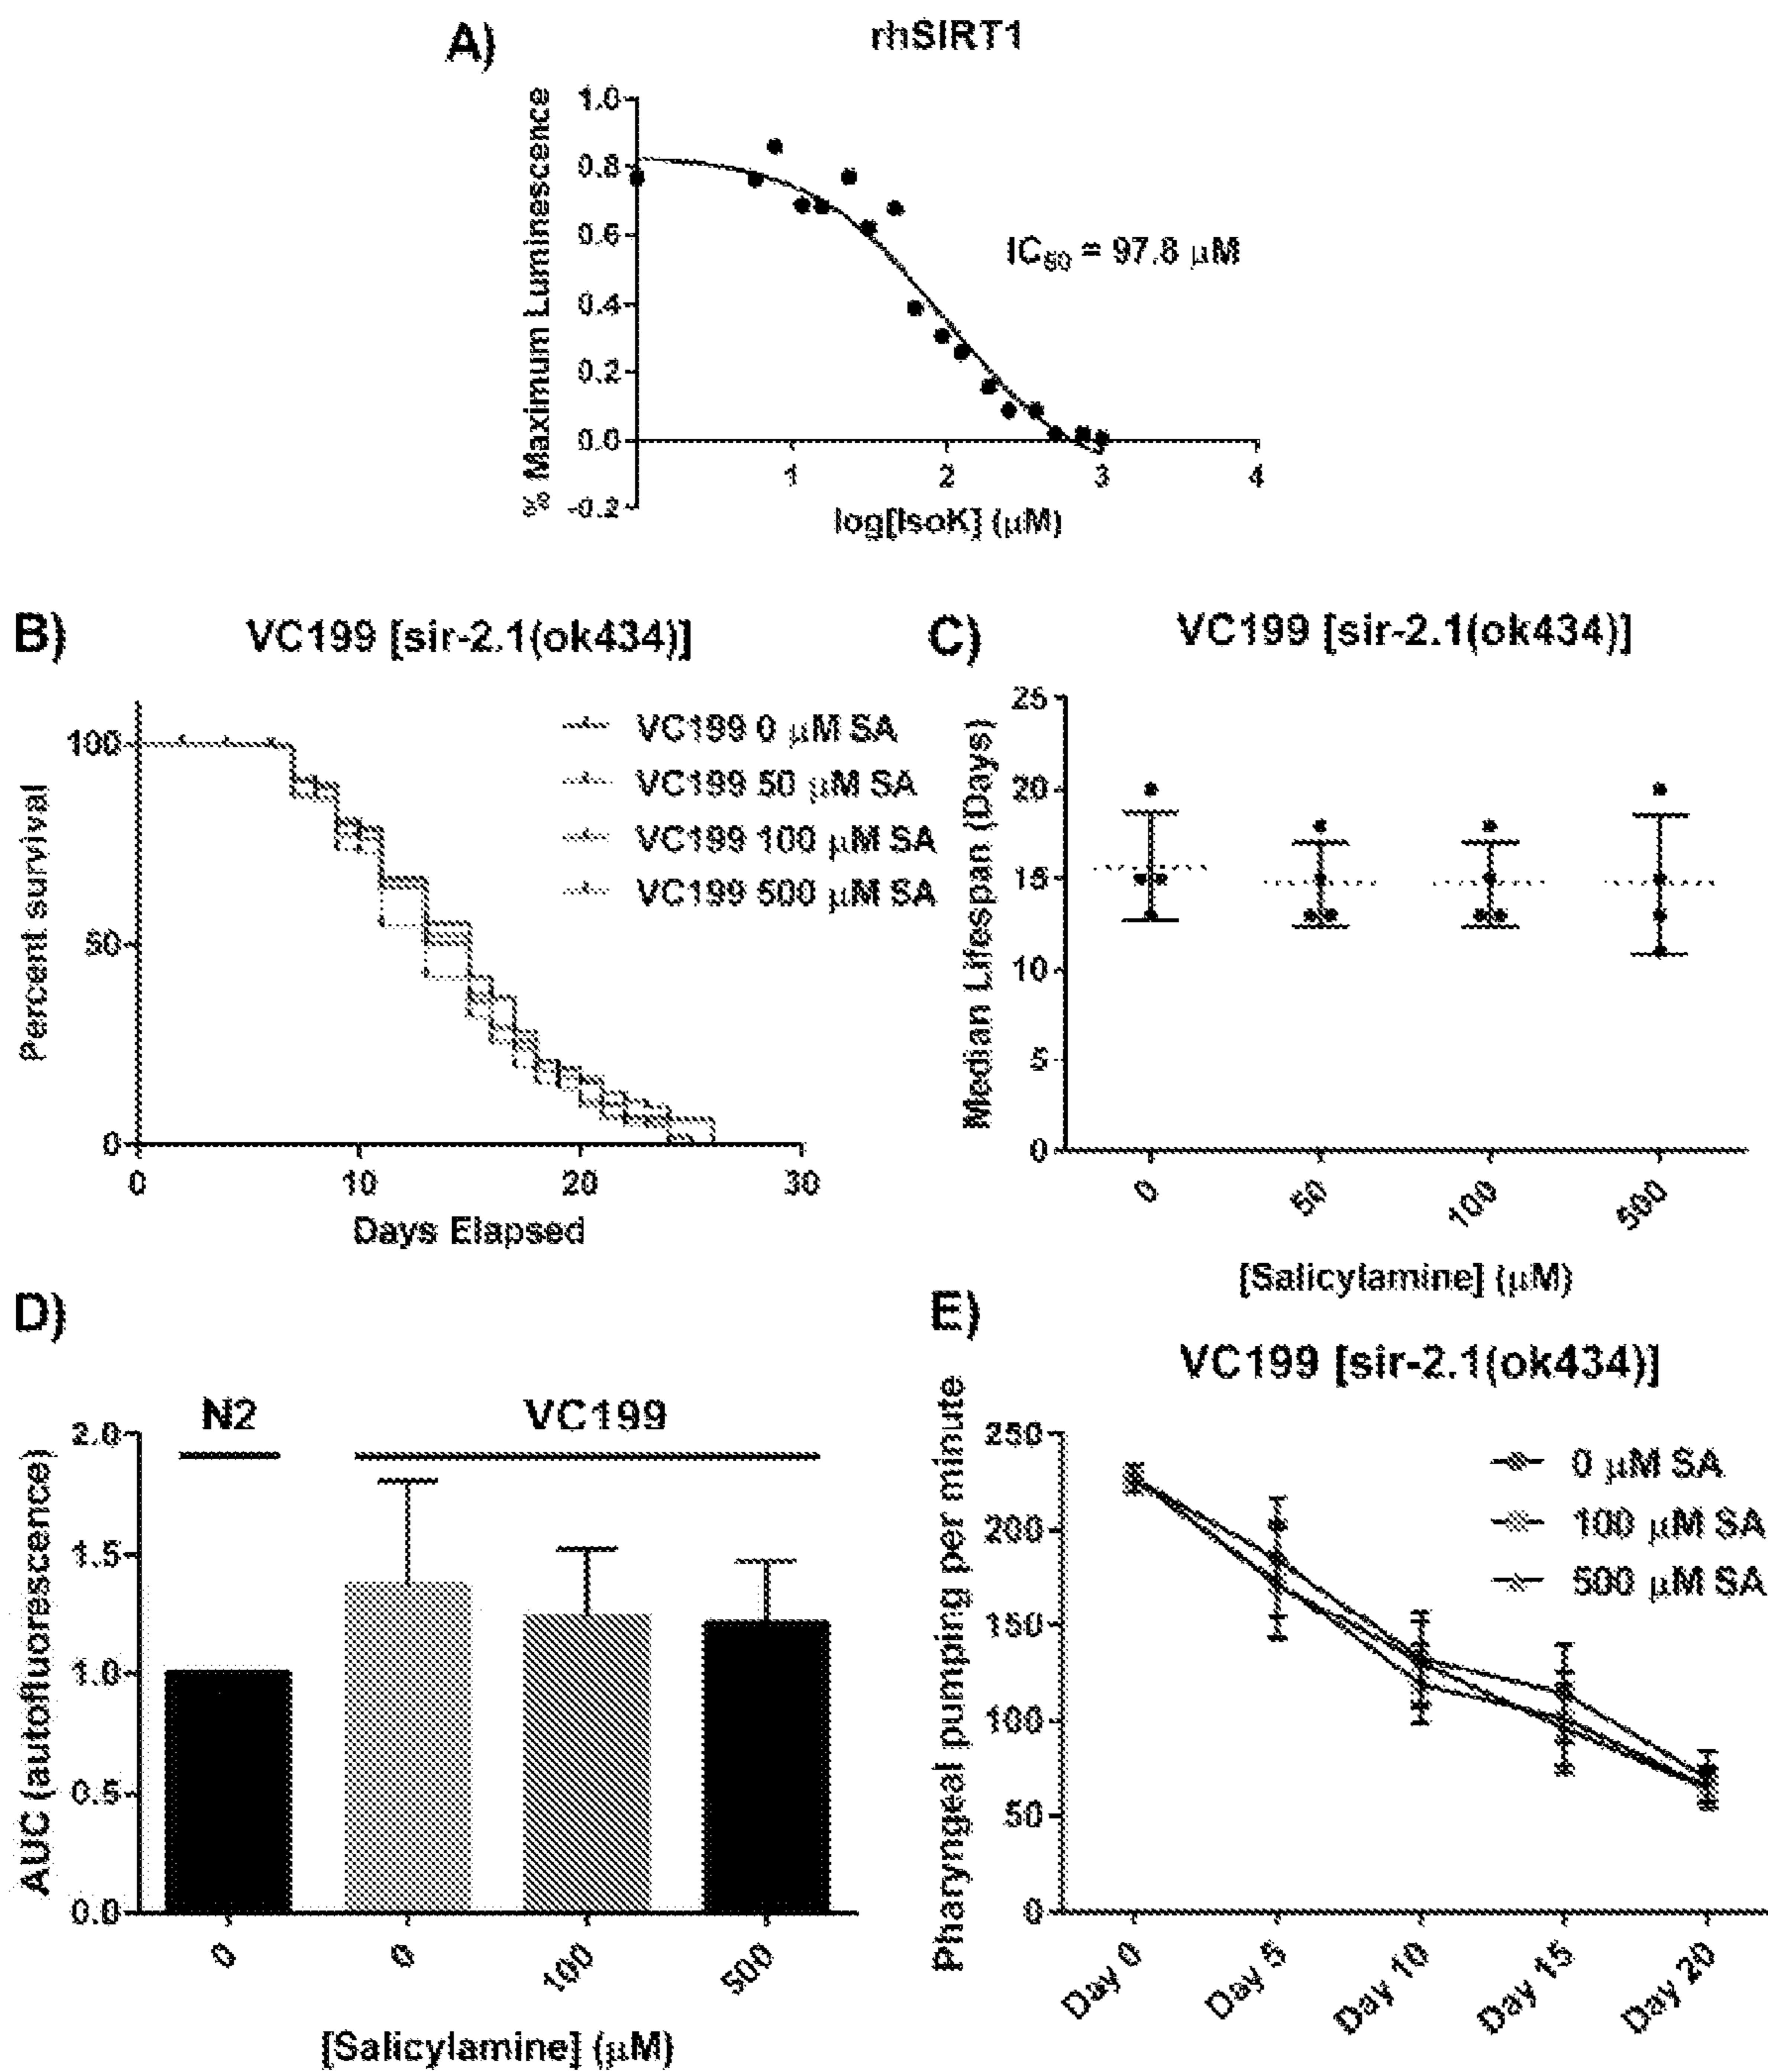 A)
rhSIRT1
% Maximum Luminescence
1.0
0.8
0.6
0.4
0.2
0.0
-0.2
1 2 3 4
IC50 = 97.8 μM
log[IsoK] (μM)
B)
VC199 [sir-2.1(ok434)]
Percent survival
100
50
0
0 10 20 30
Days Elapsed
VC199 0 μM SA
VC199 50 μM SA
VC199 100 μM SA
VC199 500 μM SA
C)
VC199 [sir-2.1(ok434)]
Median Lifespan (Days)
25
20
15
10
5
0
0 50 100 500
[Salicylamine] (μM)
D)
N2 VC199
AUC (autofluorescence)
2.0
1.5
1.0
0.5
0.0
0 0 100 500
[Salicylamine] (μM)
E)
VC199 [sir-2.1(ok434)]
Pharyngeal pumping per minute
250
200
150
100
50
0
0 μM SA
100 μM SA
500 μM SA
Day 0 Day 5 Day 10 Day 15 Day 20